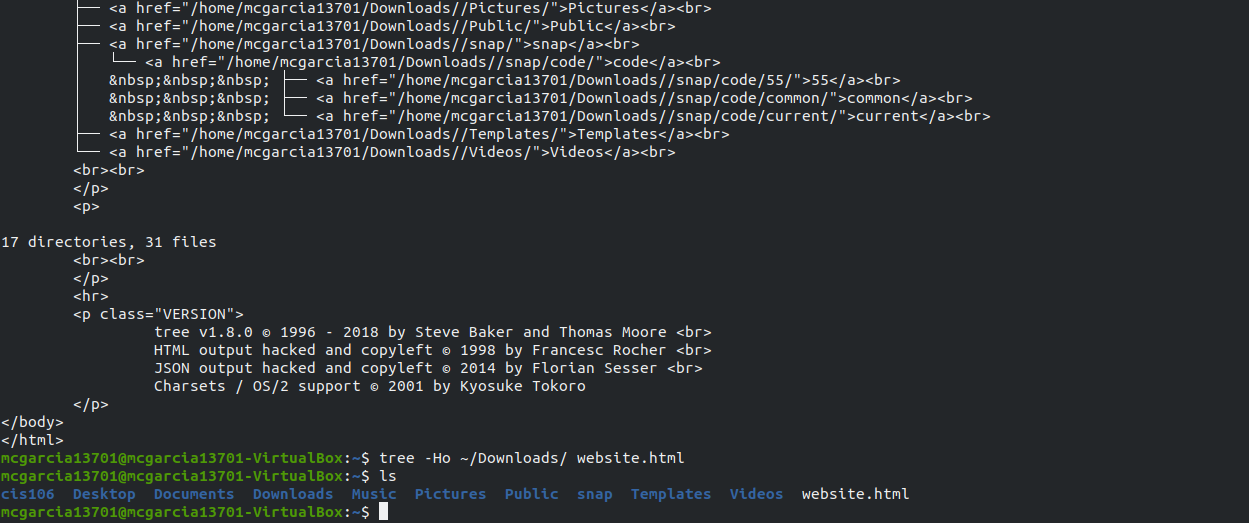 ├── <a href="/home/mcgarcia13701/Downloads//Pictures/">Pictures</a><br>
├── <a href="/home/mcgarcia13701/Downloads//Public/">Public</a><br>
├── <a href="/home/mcgarcia13701/Downloads//snap/">snap</a><br>
│   └── <a href="/home/mcgarcia13701/Downloads//snap/code/">code</a><br>
│   &nbsp;&nbsp;&nbsp; ├── <a href="/home/mcgarcia13701/Downloads//snap/code/55/">55</a><br>
│   &nbsp;&nbsp;&nbsp; ├── <a href="/home/mcgarcia13701/Downloads//snap/code/common/">common</a><br>
│   &nbsp;&nbsp;&nbsp; └── <a href="/home/mcgarcia13701/Downloads//snap/code/current/">current</a><br>
├── <a href="/home/mcgarcia13701/Downloads//Templates/">Templates</a><br>
└── <a href="/home/mcgarcia13701/Downloads//Videos/">Videos</a><br>
<br><br>
</p>
<p>
17 directories, 31 files
<br><br>
</p>
<hr>
<p class="VERSION">
tree v1.8.0 © 1996 - 2018 by Steve Baker and Thomas Moore <br>
HTML output hacked and copyleft © 1998 by Francesc Rocher <br>
JSON output hacked and copyleft © 2014 by Florian Sesser <br>
Charsets / OS/2 support © 2001 by Kyosuke Tokoro
</p>
</body>
</html>
mcgarcia13701@mcgarcia13701-VirtualBox:~$ tree -Ho ~/Downloads/ website.html
mcgarcia13701@mcgarcia13701-VirtualBox:~$ ls
cis106  Desktop  Documents  Downloads  Music  Pictures  Public  snap  Templates  Videos  website.html
mcgarcia13701@mcgarcia13701-VirtualBox:~$